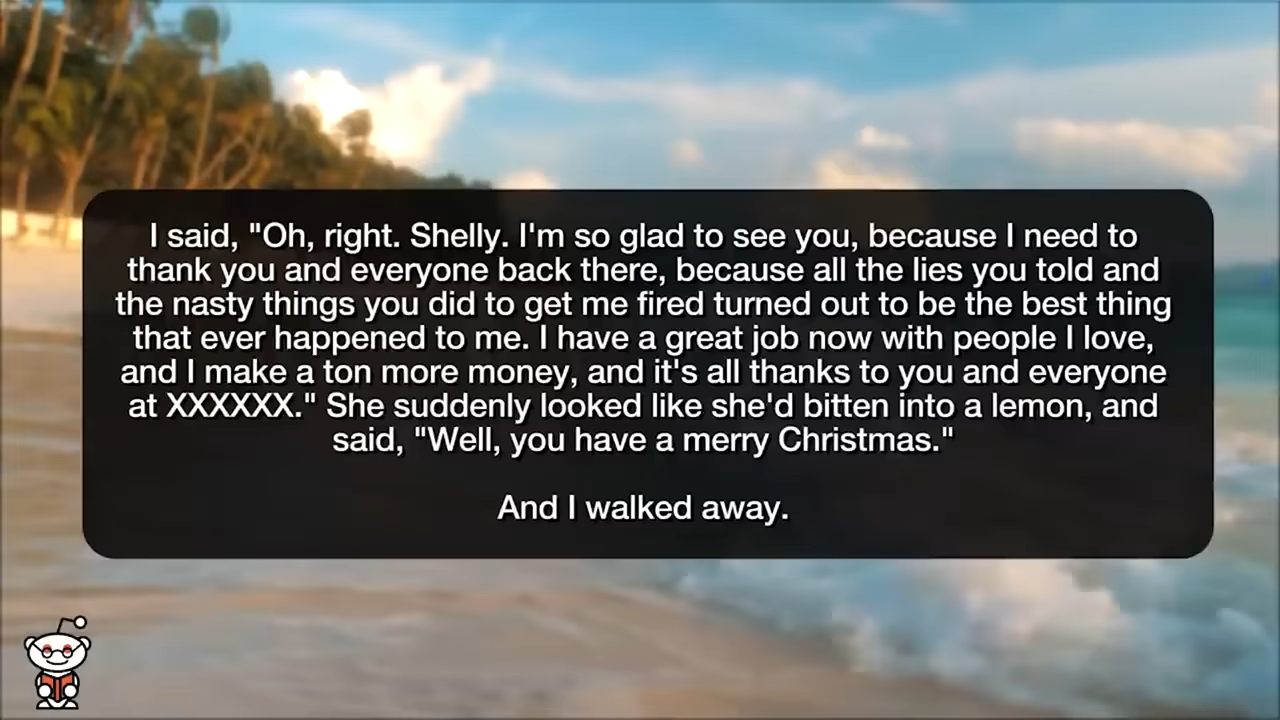 I said, "Oh, right. Shelly. I'm so glad to see you, because I need to
thank you and everyone back there, because all the lies you told and
the nasty things you did to get me fired turned out to be the best thing
that ever happened to me. I have a great job now with people I love,
and I make a ton more money, and it's all thanks to you and everyone
at XXXXXX." She suddenly looked like she'd bitten into a lemon, and
said, "Well, you have a merry Christmas."
And I walked away.